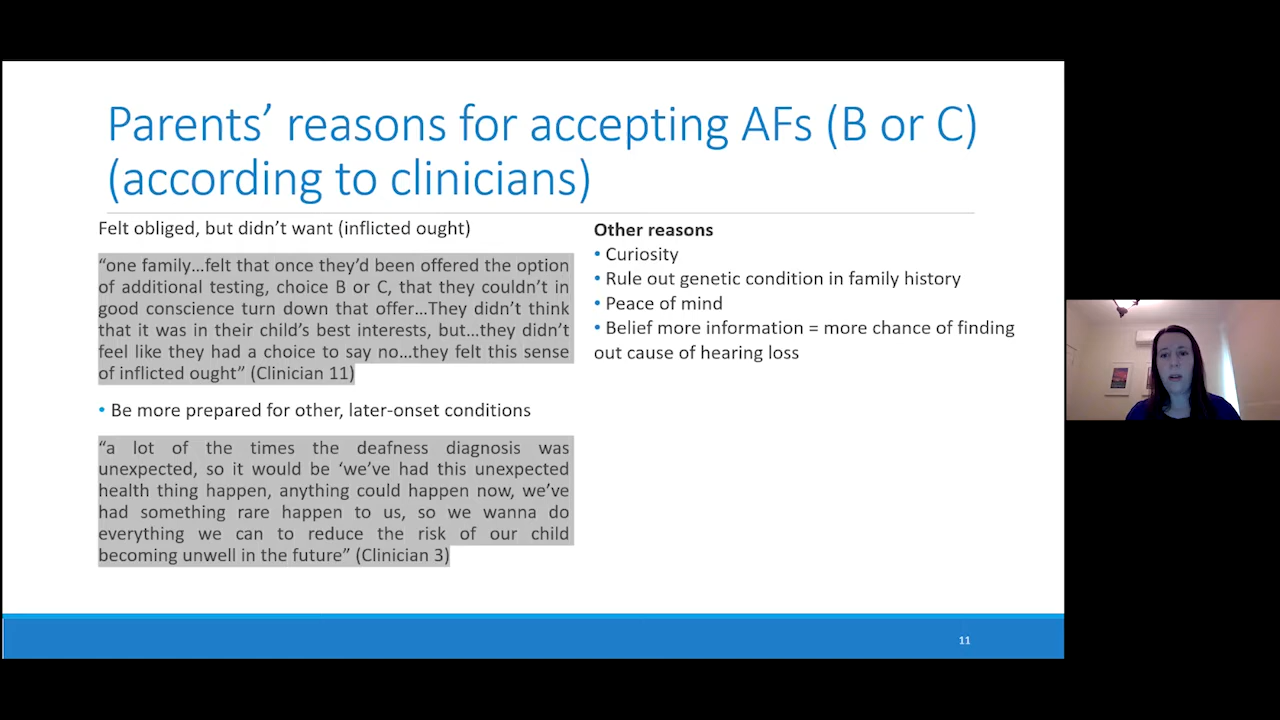 Parents’ reasons for accepting AFs (B or C)
(according to clinicians)
Felt obliged, but didn’t want (inflicted ought)
“one family…felt that once they’d been offered the option
of additional testing, choice B or C, that they couldn’t in
good conscience turn down that offer…They didn’t think
that it was in their child’s best interests, but…they didn’t
feel like they had a choice to say no…they felt this sense
of inflicted ought” (Clinician 11)
• Be more prepared for other, later-onset conditions
“a lot of the times the deafness diagnosis was
unexpected, so it would be ‘we’ve had this unexpected
health thing happen, anything could happen now, we’ve
had something rare happen to us, so we wanna do
everything we can to reduce the risk of our child
becoming unwell in the future” (Clinician 3)
Other reasons
• Curiosity
• Rule out genetic condition in family history
• Peace of mind
• Belief more information = more chance of finding
out cause of hearing loss
11